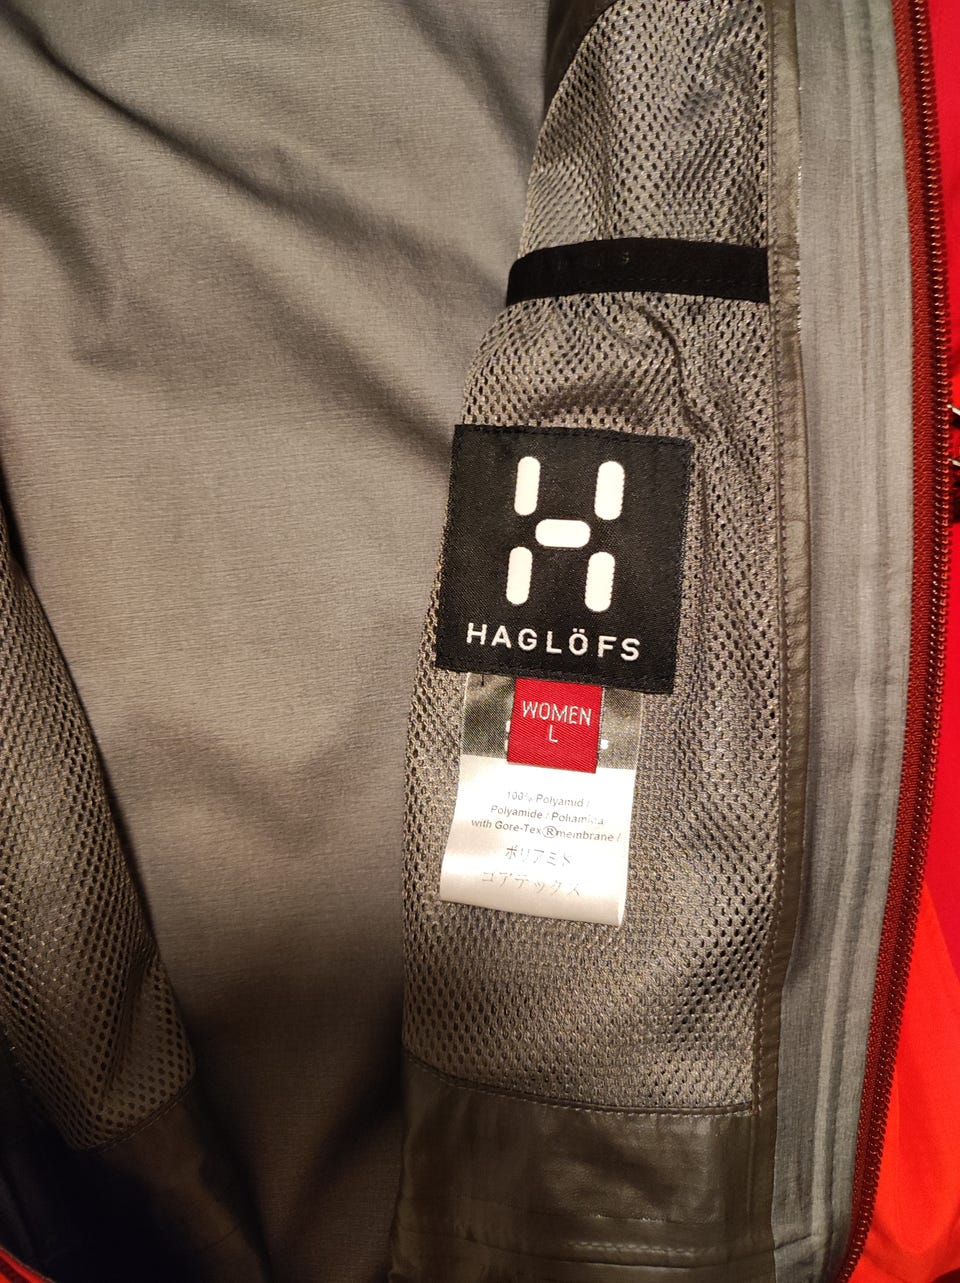 HAGLÖFS
WOMEN
L
100% Polyamid /
Polyamide / Poliamida
with Gore-Tex®membrane /
ポリアミド
ゴアテックス